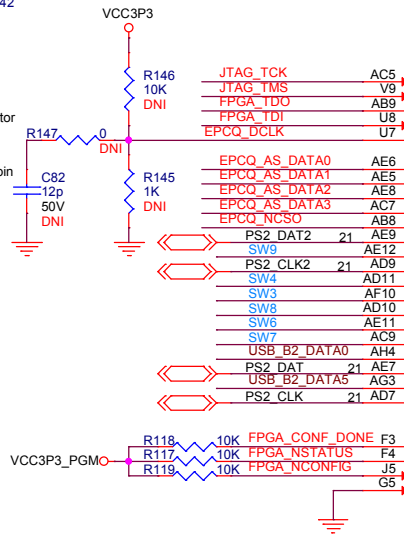 42
VCC3P3
R146
10K
DNI
tor
R147
0
DNI
pin
C82
12p
50V
DNI
R145
1K
DNI
JTAG_TCK AC5
JTAG_TMS V9
FPGA_TDO AB9
FPGA_TDI U8
EPCQ_DCLK U7
EPCQ_AS_DATA0 AE6
EPCQ_AS_DATA1 AE5
EPCQ_AS_DATA2 AE8
EPCQ_AS_DATA3 AC7
EPCQ_NCSO AB8
PS2_DAT2 21 AE9
SW9 AE12
PS2_CLK2 21 AD9
SW4 AD11
SW3 AF10
SW8 AD10
SW6 AE11
SW7 AC9
USB_B2_DATA0 AH4
PS2_DAT 21 AE7
USB_B2_DATA5 AG3
PS2_CLK 21 AD7
VCC3P3_PGM
R118 10K FPGA_CONF_DONE F3
R117 10K FPGA_NSTATUS F4
R119 10K FPGA_NCONFIG J5
G5